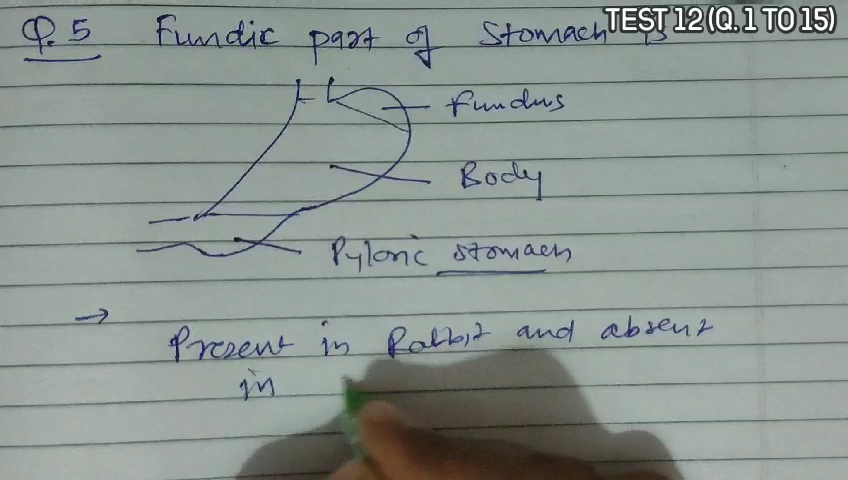 TEST 12 (Q. 1 TO 15)
Q.5 Fundic part of Stomach is
Fundus
Body
Pyloric stomach
→ Present in Rabbit and absent
in